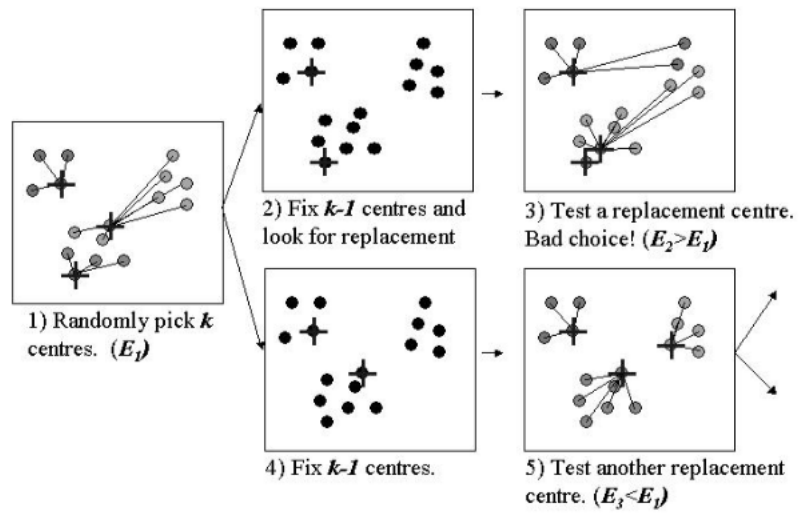 1) Randomly pick k
centres. (E₁)
2) Fix k-1 centres and
look for replacement
3) Test a replacement centre.
Bad choice! (E₂>E₁)
4) Fix k-1 centres.
5) Test another replacement
centre. (E₃<E₁)